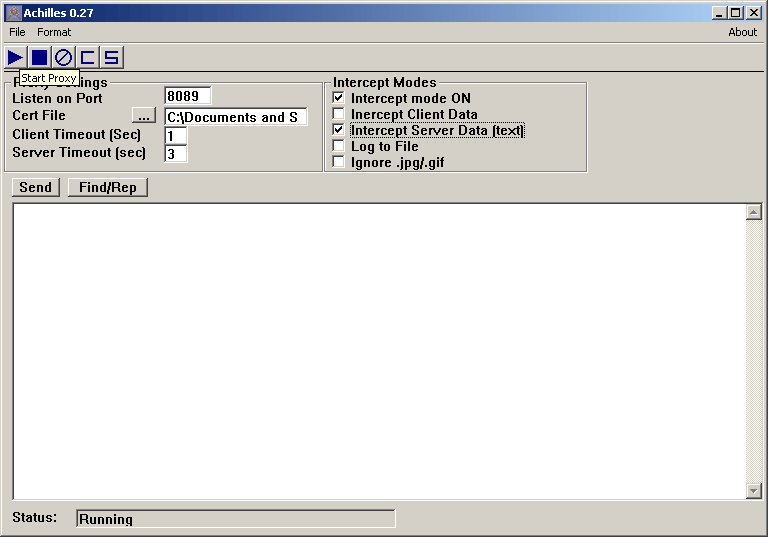 Achilles 0.27
File Format About
Start Proxy
Listen on Port 8089
Cert File ... C:\Documents and S
Client Timeout (Sec) 1
Server Timeout (sec) 3
Intercept Modes
Intercept mode ON
Inercept Client Data
Intercept Server Data (text)
Log to File
Ignore .jpg/.gif
Send Find/Rep
Status: Running